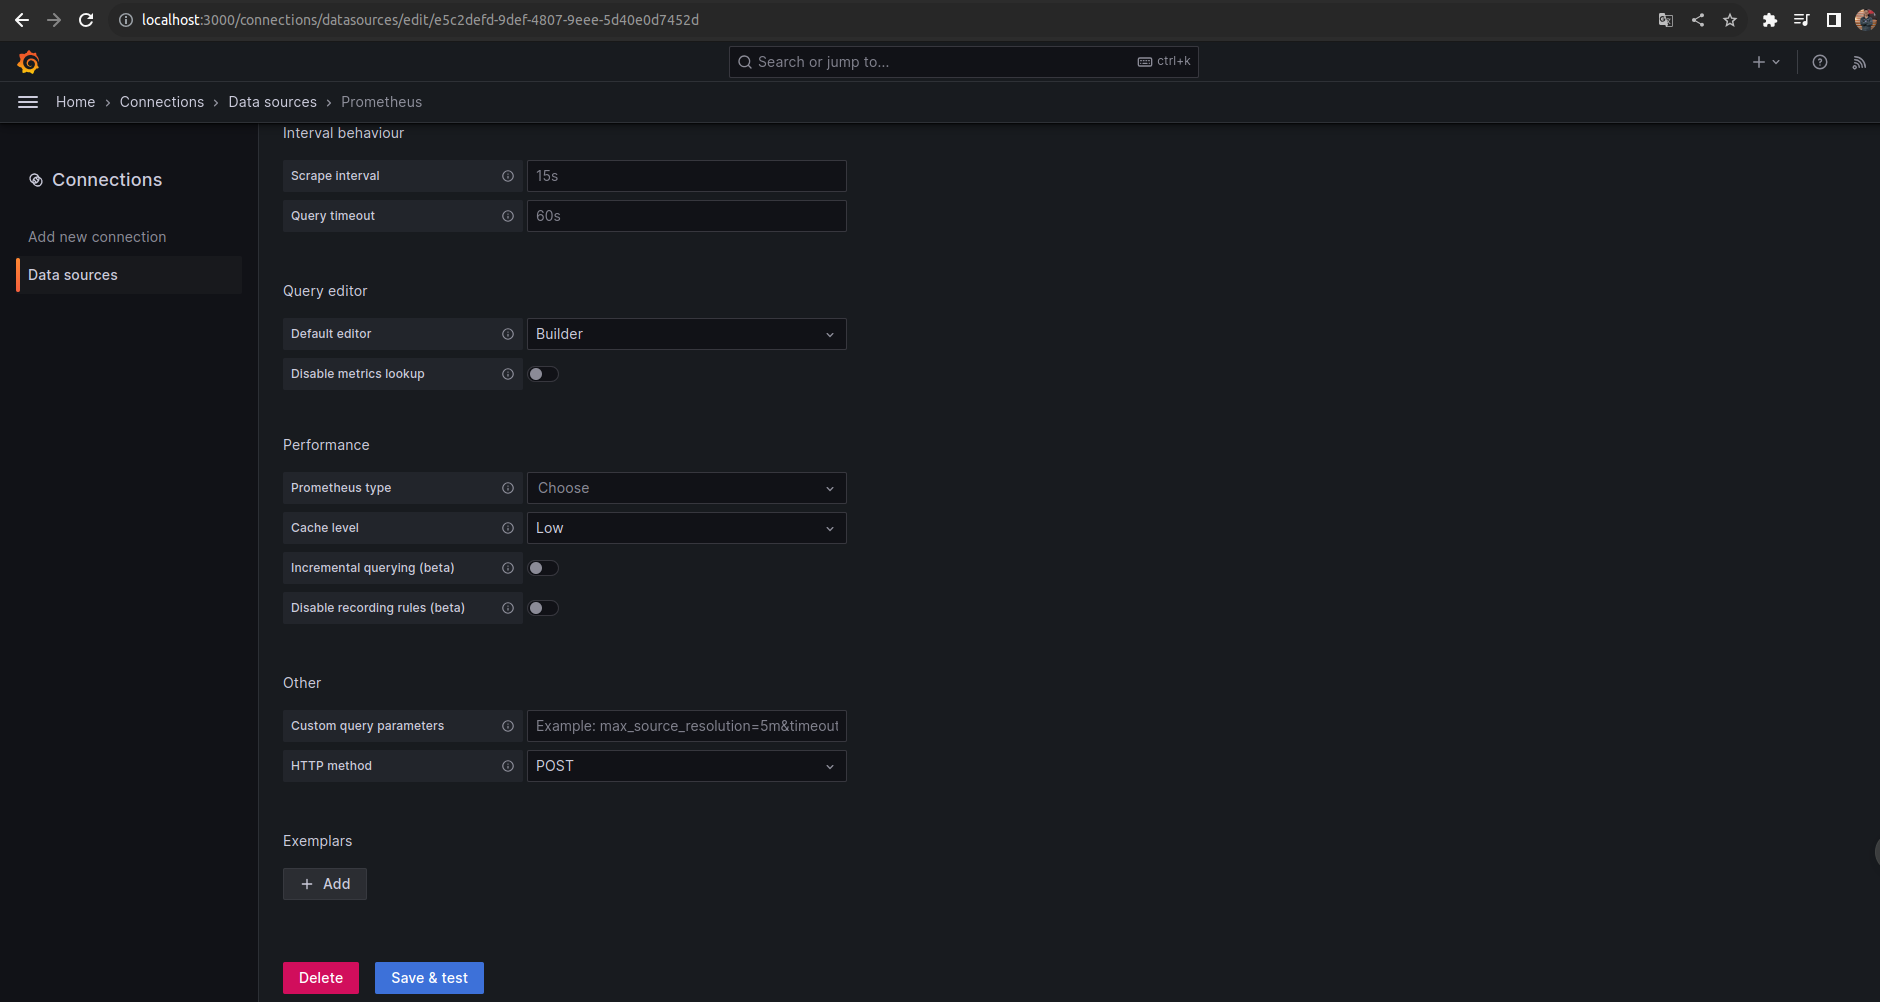 localhost:3000/connections/datasources/edit/e5c2defd-9def-4807-9eee-5d40e0d7452d
Search or jump to...
ctrl+k
Home › Connections › Data sources › Prometheus
Connections
Add new connection
Data sources
Interval behaviour
Scrape interval
15s
Query timeout
60s
Query editor
Default editor
Builder
Disable metrics lookup
Performance
Prometheus type
Choose
Cache level
Low
Incremental querying (beta)
Disable recording rules (beta)
Other
Custom query parameters
Example: max_source_resolution=5m&timeout
HTTP method
POST
Exemplars
Add
Delete
Save & test